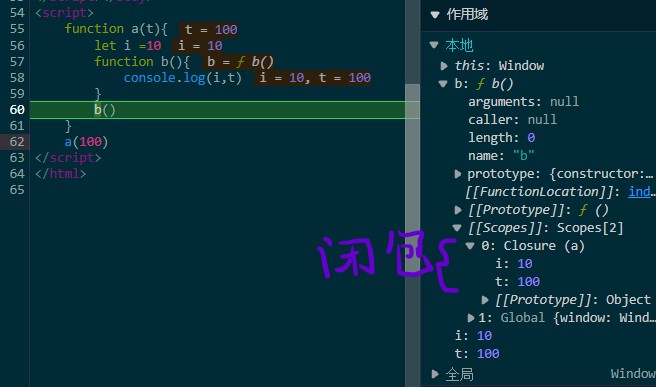 54 <script>
55 function a(t){ t = 100
56 let i =10 i = 10
57 function b(){ b = ƒ b()
58 console.log(i,t) i = 10, t = 100
59 }
60 b()
61 }
62 a(100)
63 </script>
64 </html>
65
闭包{
▼ 作用域
▼ 本地
▶ this: Window
▼ b: ƒ b()
arguments: null
caller: null
length: 0
name: "b"
▶ prototype: {constructor:…
[[FunctionLocation]]: ind…
▶ [[Prototype]]: ƒ ()
▼ [[Scopes]]: Scopes[2]
▼ 0: Closure (a)
i: 10
t: 100
▶ [[Prototype]]: Object
▶ 1: Global {window: Wind…
i: 10
t: 100
▶ 全局 Window